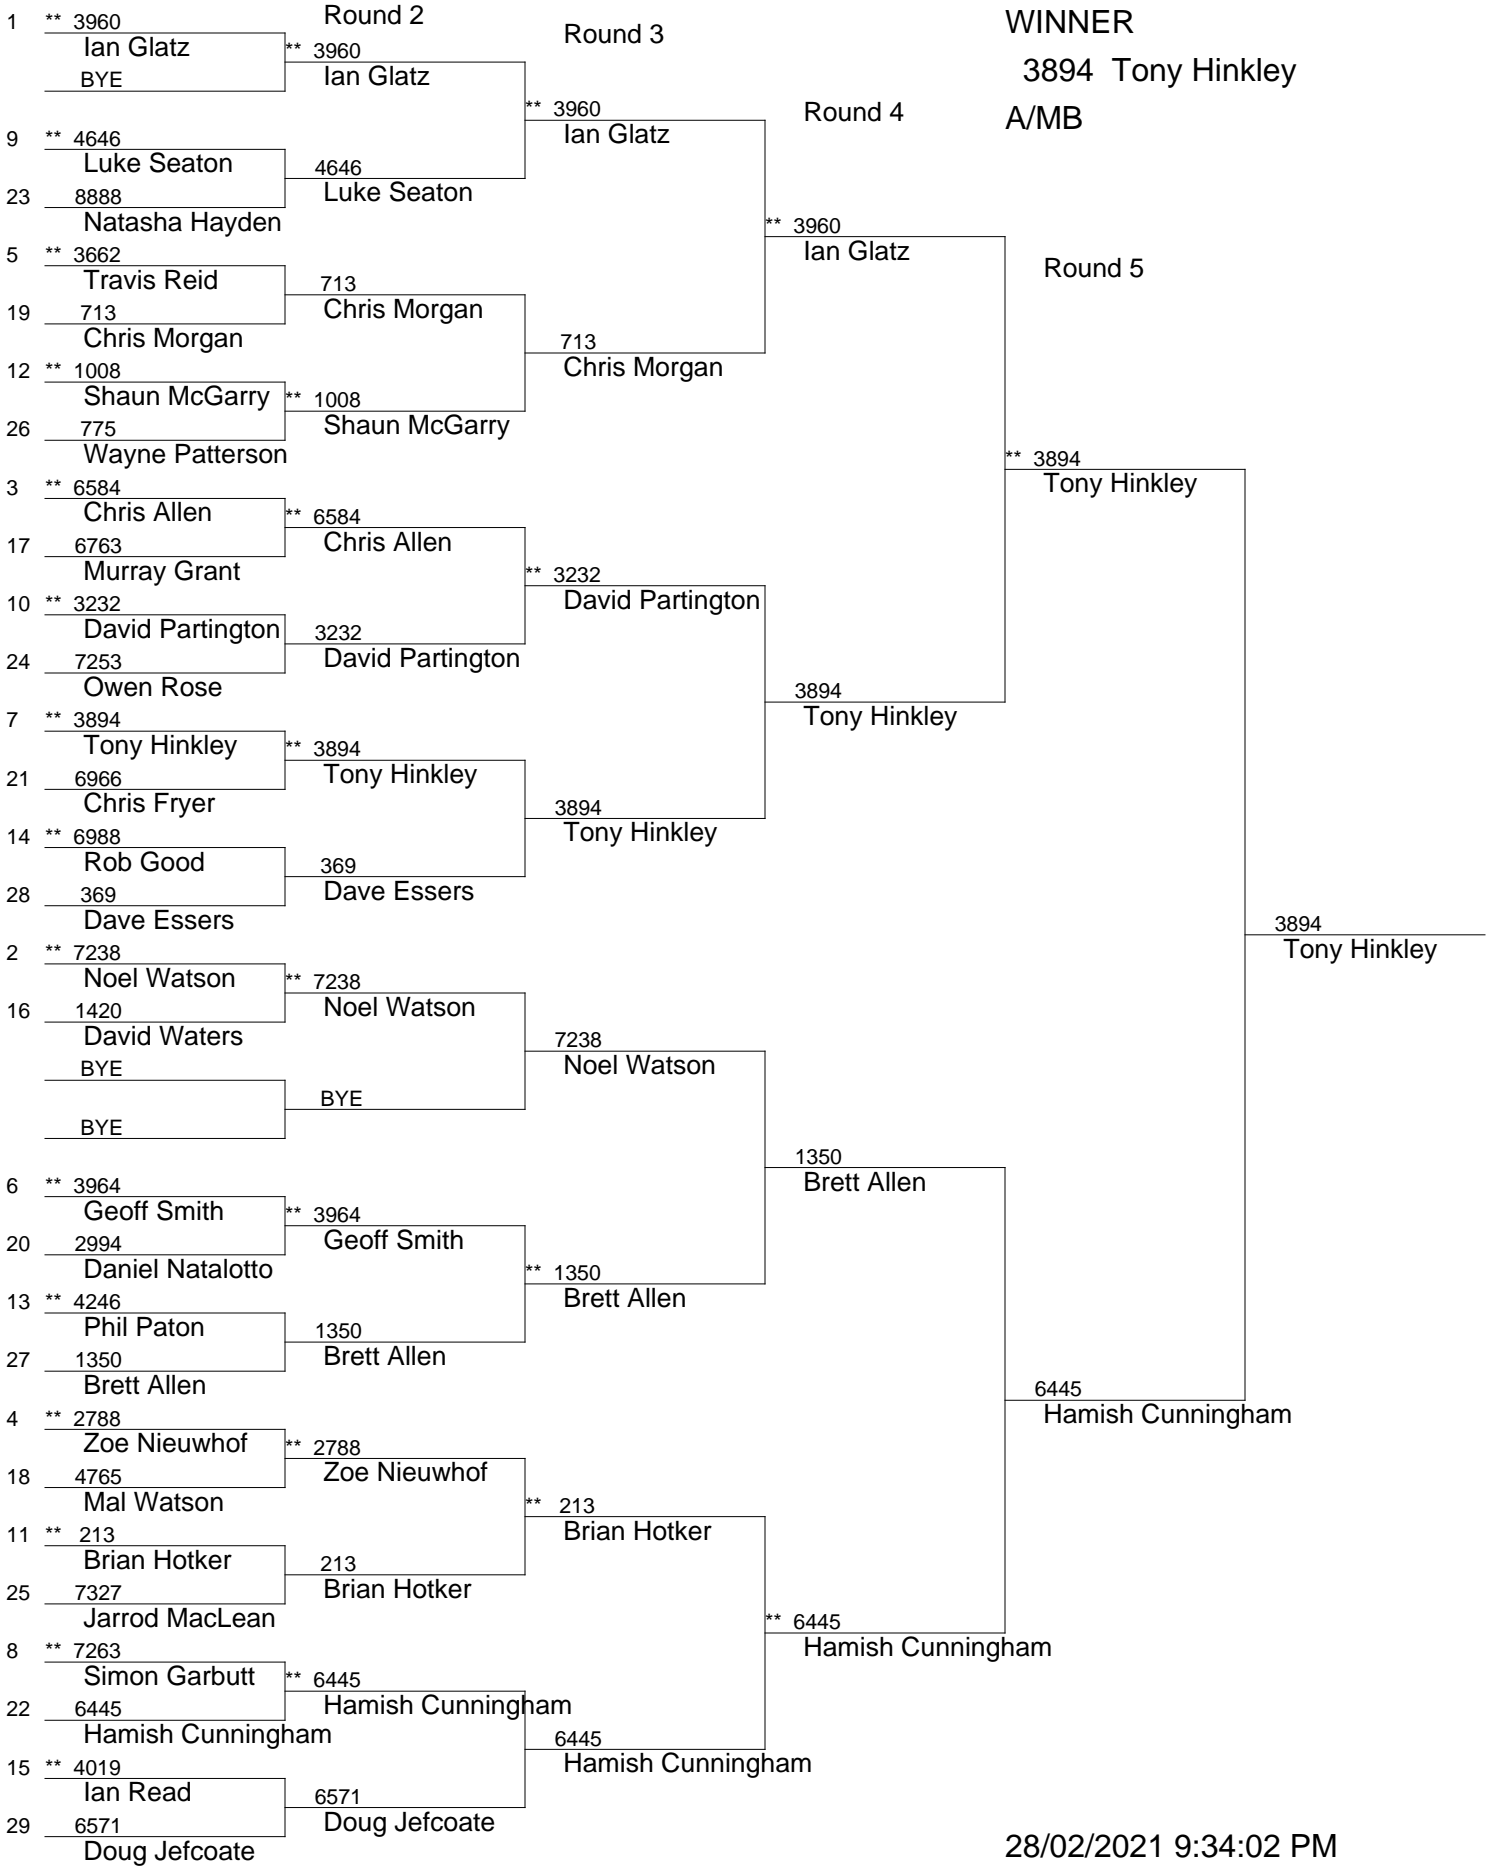 Round 2
Round 3
Round 4
Round 5
WINNER
3894 Tony Hinkley
A/MB
1 ** 3960
Ian Glatz
BYE
9 ** 4646
Luke Seaton
23 8888
Natasha Hayden
5 ** 3662
Travis Reid
19 713
Chris Morgan
12 ** 1008
Shaun McGarry
26 775
Wayne Patterson
3 ** 6584
Chris Allen
17 6763
Murray Grant
10 ** 3232
David Partington
24 7253
Owen Rose
7 ** 3894
Tony Hinkley
21 6966
Chris Fryer
14 ** 6988
Rob Good
28 369
Dave Essers
2 ** 7238
Noel Watson
16 1420
David Waters
BYE
BYE
6 ** 3964
Geoff Smith
20 2994
Daniel Natalotto
13 ** 4246
Phil Paton
27 1350
Brett Allen
4 ** 2788
Zoe Nieuwhof
18 4765
Mal Watson
11 ** 213
Brian Hotker
25 7327
Jarrod MacLean
8 ** 7263
Simon Garbutt
22 6445
Hamish Cunningham
15 ** 4019
Ian Read
29 6571
Doug Jefcoate
** 3960
Ian Glatz
4646
Luke Seaton
713
Chris Morgan
** 1008
Shaun McGarry
** 6584
Chris Allen
3232
David Partington
** 3894
Tony Hinkley
369
Dave Essers
** 7238
Noel Watson
BYE
** 3964
Geoff Smith
1350
Brett Allen
** 2788
Zoe Nieuwhof
213
Brian Hotker
** 6445
Hamish Cunningham
6571
Doug Jefcoate
** 3960
Ian Glatz
713
Chris Morgan
** 3232
David Partington
3894
Tony Hinkley
7238
Noel Watson
** 1350
Brett Allen
** 213
Brian Hotker
6445
Hamish Cunningham
** 3960
Ian Glatz
3894
Tony Hinkley
1350
Brett Allen
** 6445
Hamish Cunningham
** 3894
Tony Hinkley
6445
Hamish Cunningham
3894
Tony Hinkley
28/02/2021 9:34:02 PM